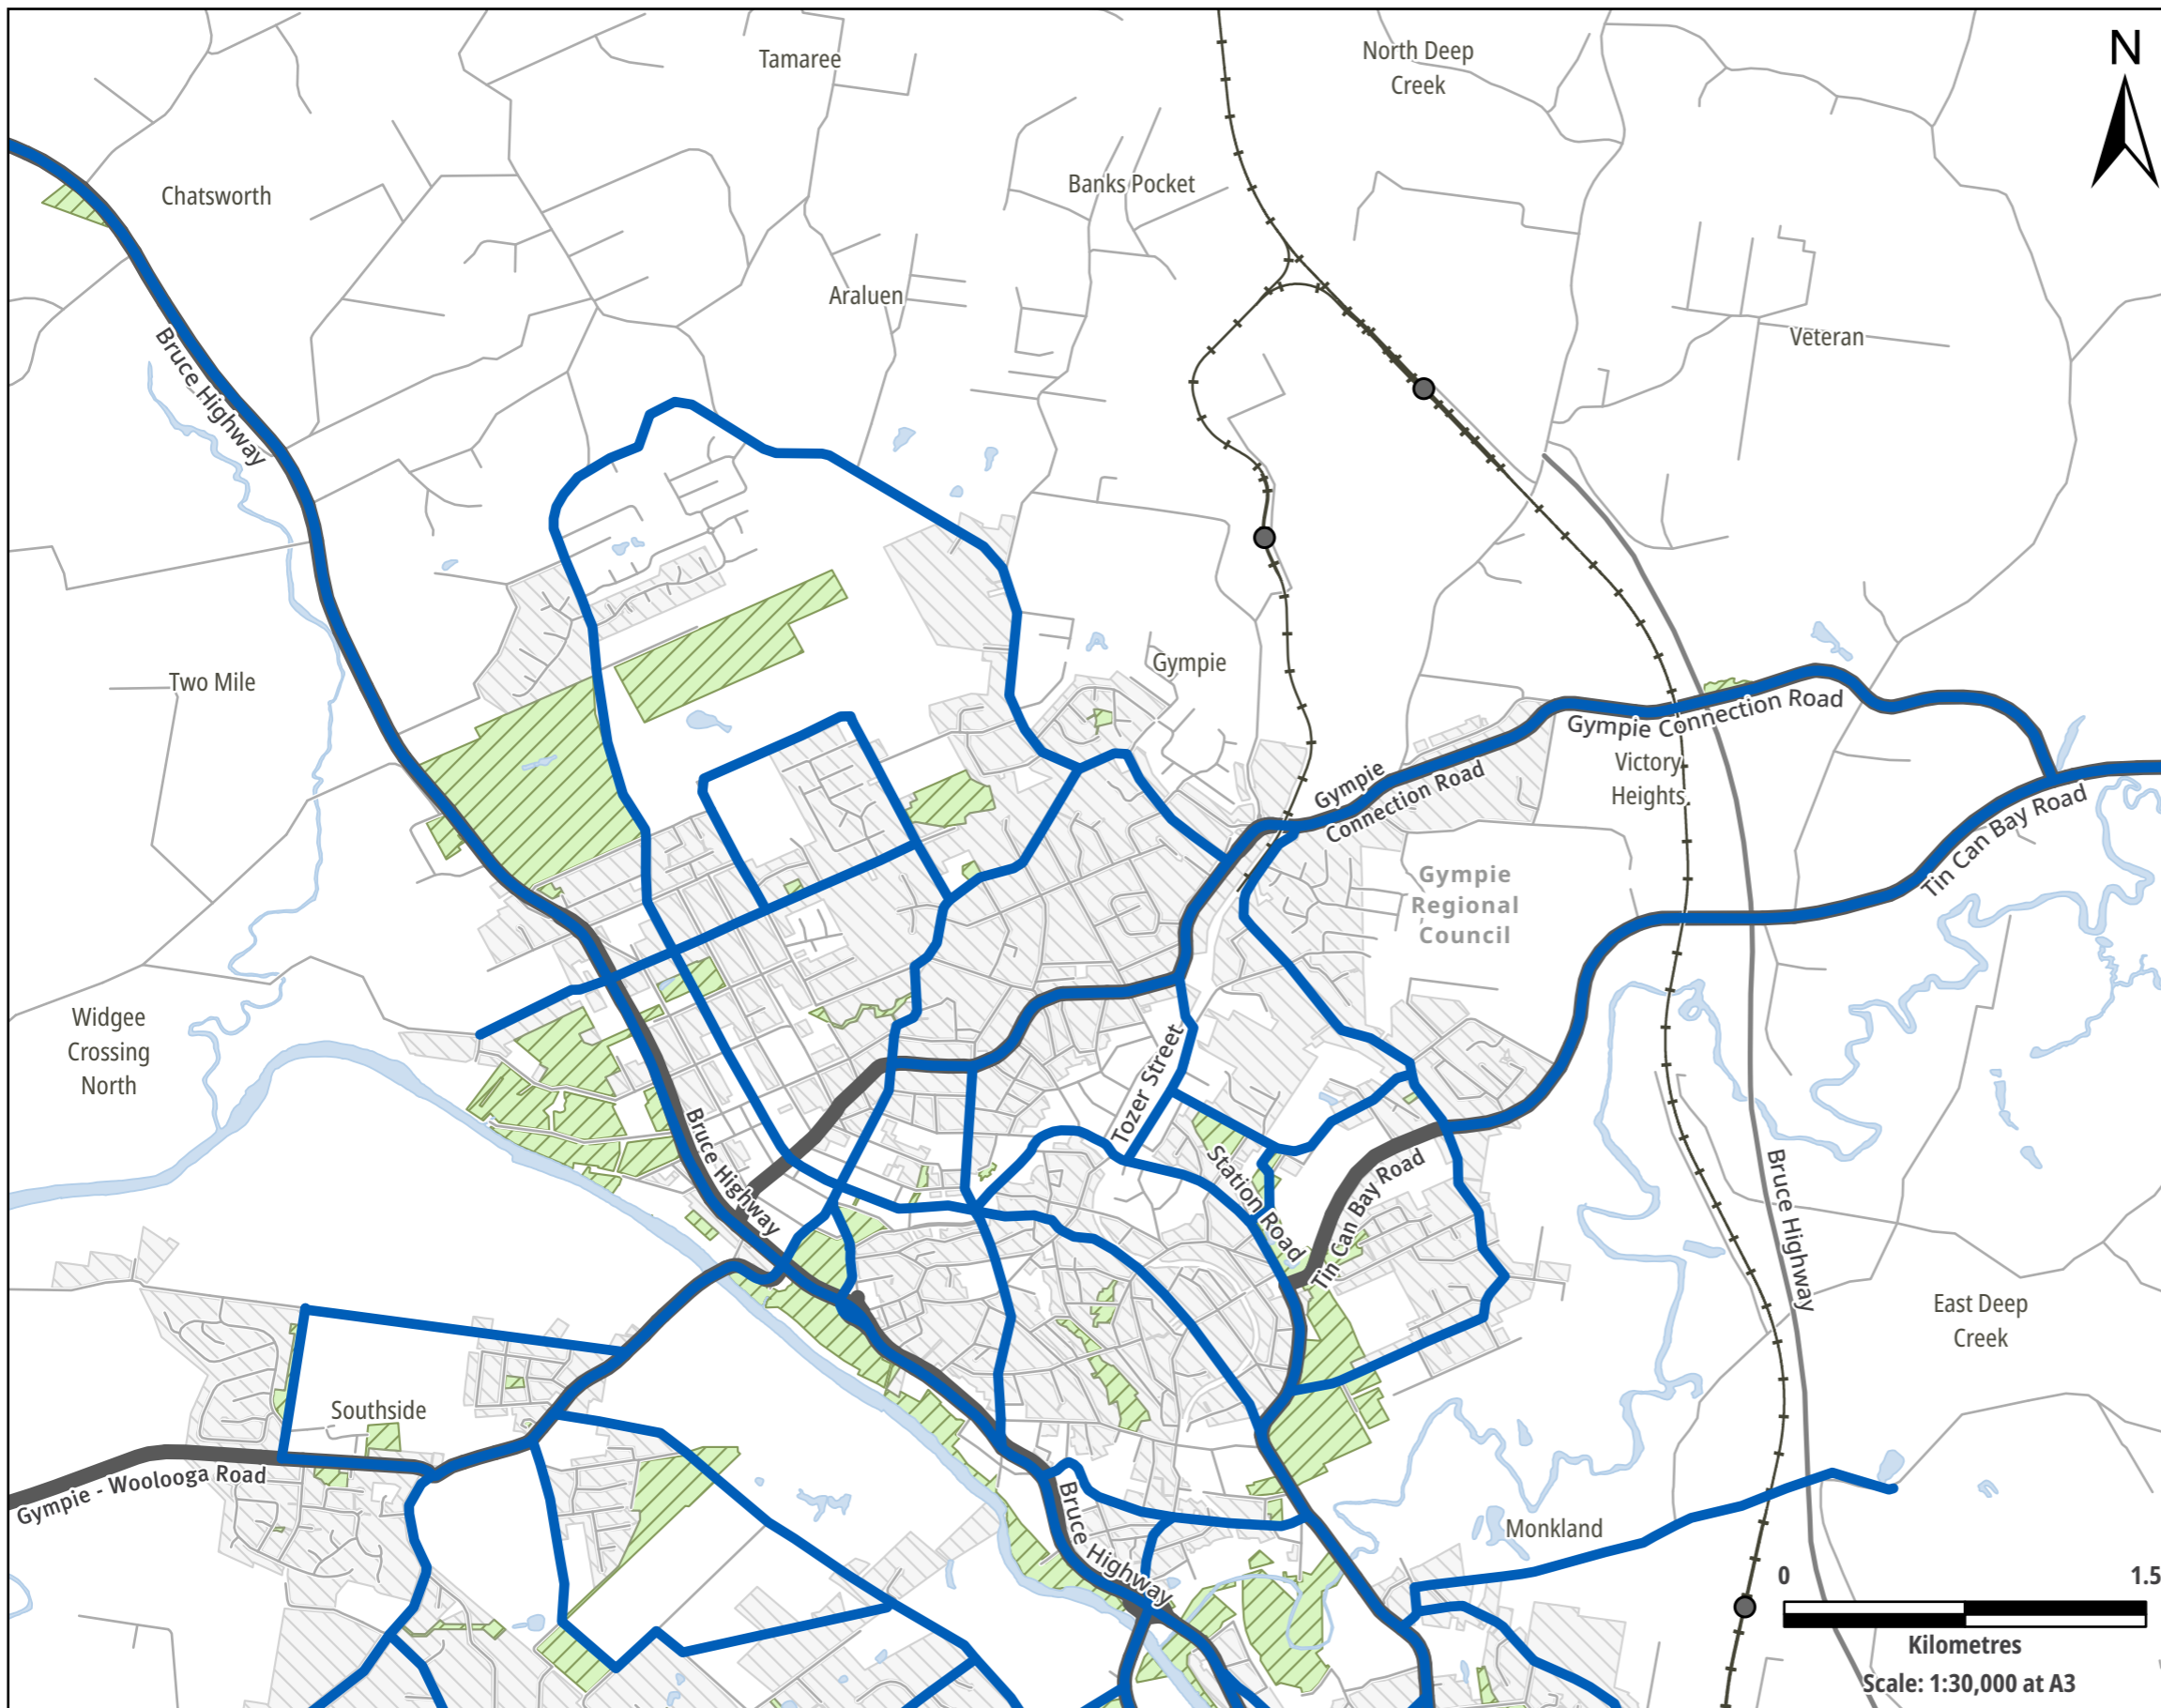 Tamaree
North Deep
Creek
N
Chatsworth
Banks Pocket
Araluen
Veteran
Bruce Highway
Two Mile
Gympie
Gympie Connection Road
Victory
Heights
Gympie
Connection Road
Tin Can Bay Road
Gympie
Regional
Council
Widgee
Crossing
North
Tozer Street
Bruce Highway
Station Road
Tin Can Bay Road
Bruce Highway
East Deep
Creek
Southside
Gympie - Woolooga Road
Bruce Highway
Monkland
0 1.5
Kilometres
Scale: 1:30,000 at A3